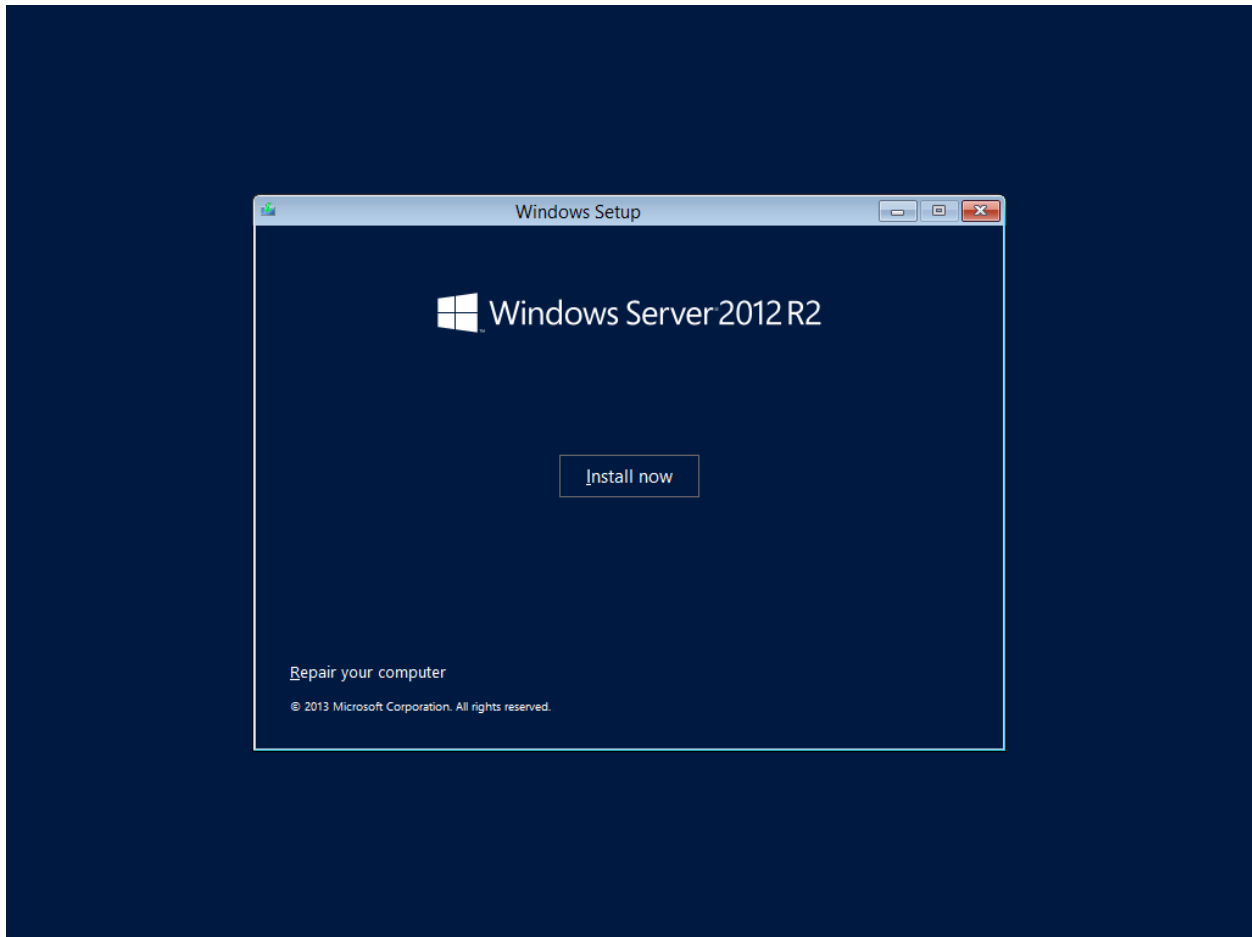 Windows Setup
Windows Server 2012 R2
Install now
Repair your computer
© 2013 Microsoft Corporation. All rights reserved.